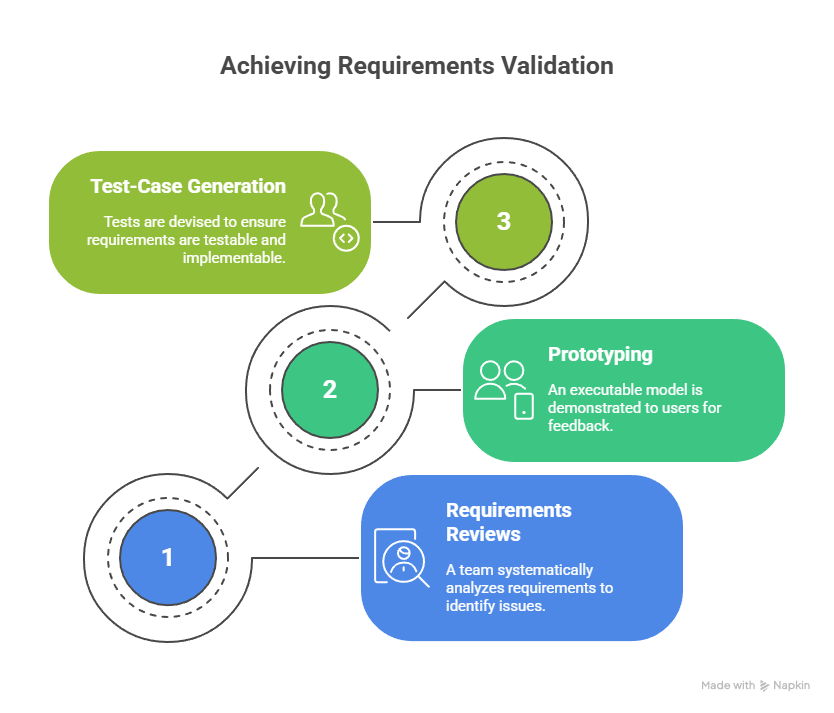 Achieving Requirements Validation
Test-Case Generation
Tests are devised to ensure
requirements are testable and
implementable.
3
2
Prototyping
An executable model is
demonstrated to users for
feedback.
1
Requirements
Reviews
A team systematically
analyzes requirements to
identify issues.
Made with Napkin